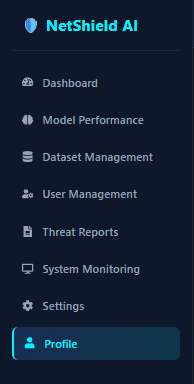 NetShield AI
Dashboard
Model Performance
Dataset Management
User Management
Threat Reports
System Monitoring
Settings
Profile